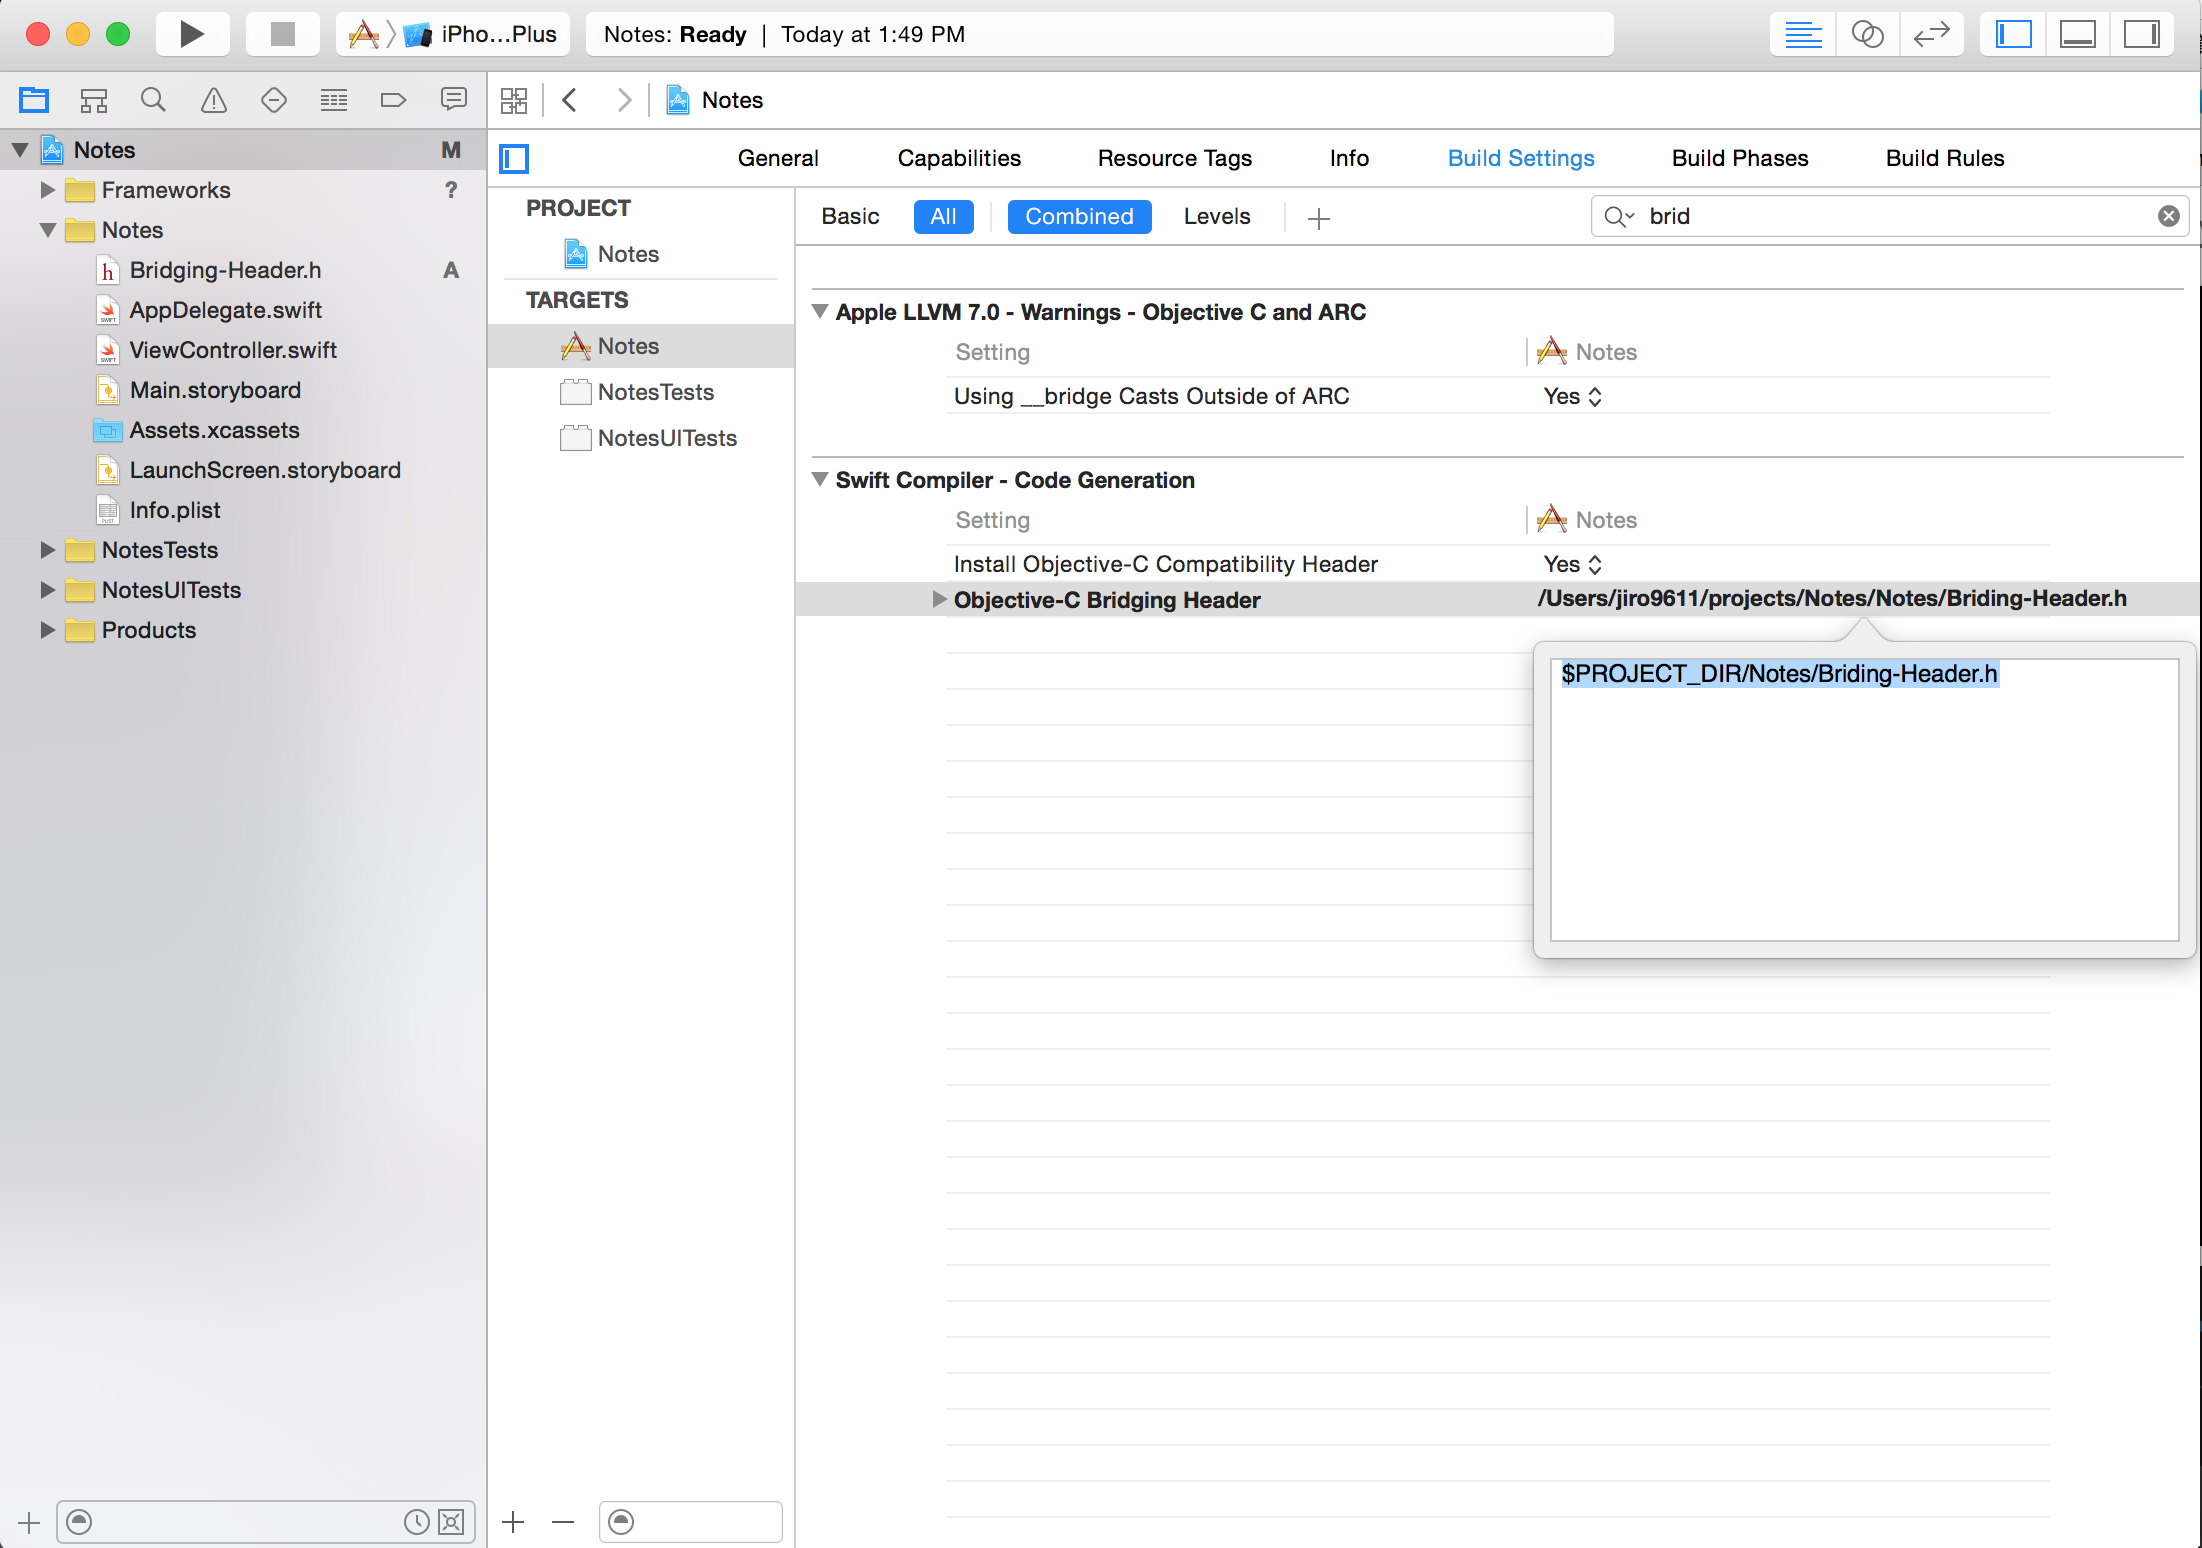 iPho...Plus
Notes: Ready | Today at 1:49 PM
Notes
Notes M
Frameworks ?
Notes
Bridging-Header.h A
AppDelegate.swift
ViewController.swift
Main.storyboard
Assets.xcassets
LaunchScreen.storyboard
Info.plist
NotesTests
NotesUITests
Products
General Capabilities Resource Tags Info Build Settings Build Phases Build Rules
PROJECT
Notes
TARGETS
Notes
NotesTests
NotesUITests
Basic All Combined Levels brid
Apple LLVM 7.0 - Warnings - Objective C and ARC
Setting Notes
Using __bridge Casts Outside of ARC Yes
Swift Compiler - Code Generation
Setting Notes
Install Objective-C Compatibility Header Yes
Objective-C Bridging Header /Users/jiro9611/projects/Notes/Notes/Briding-Header.h
$PROJECT_DIR/Notes/Briding-Header.h